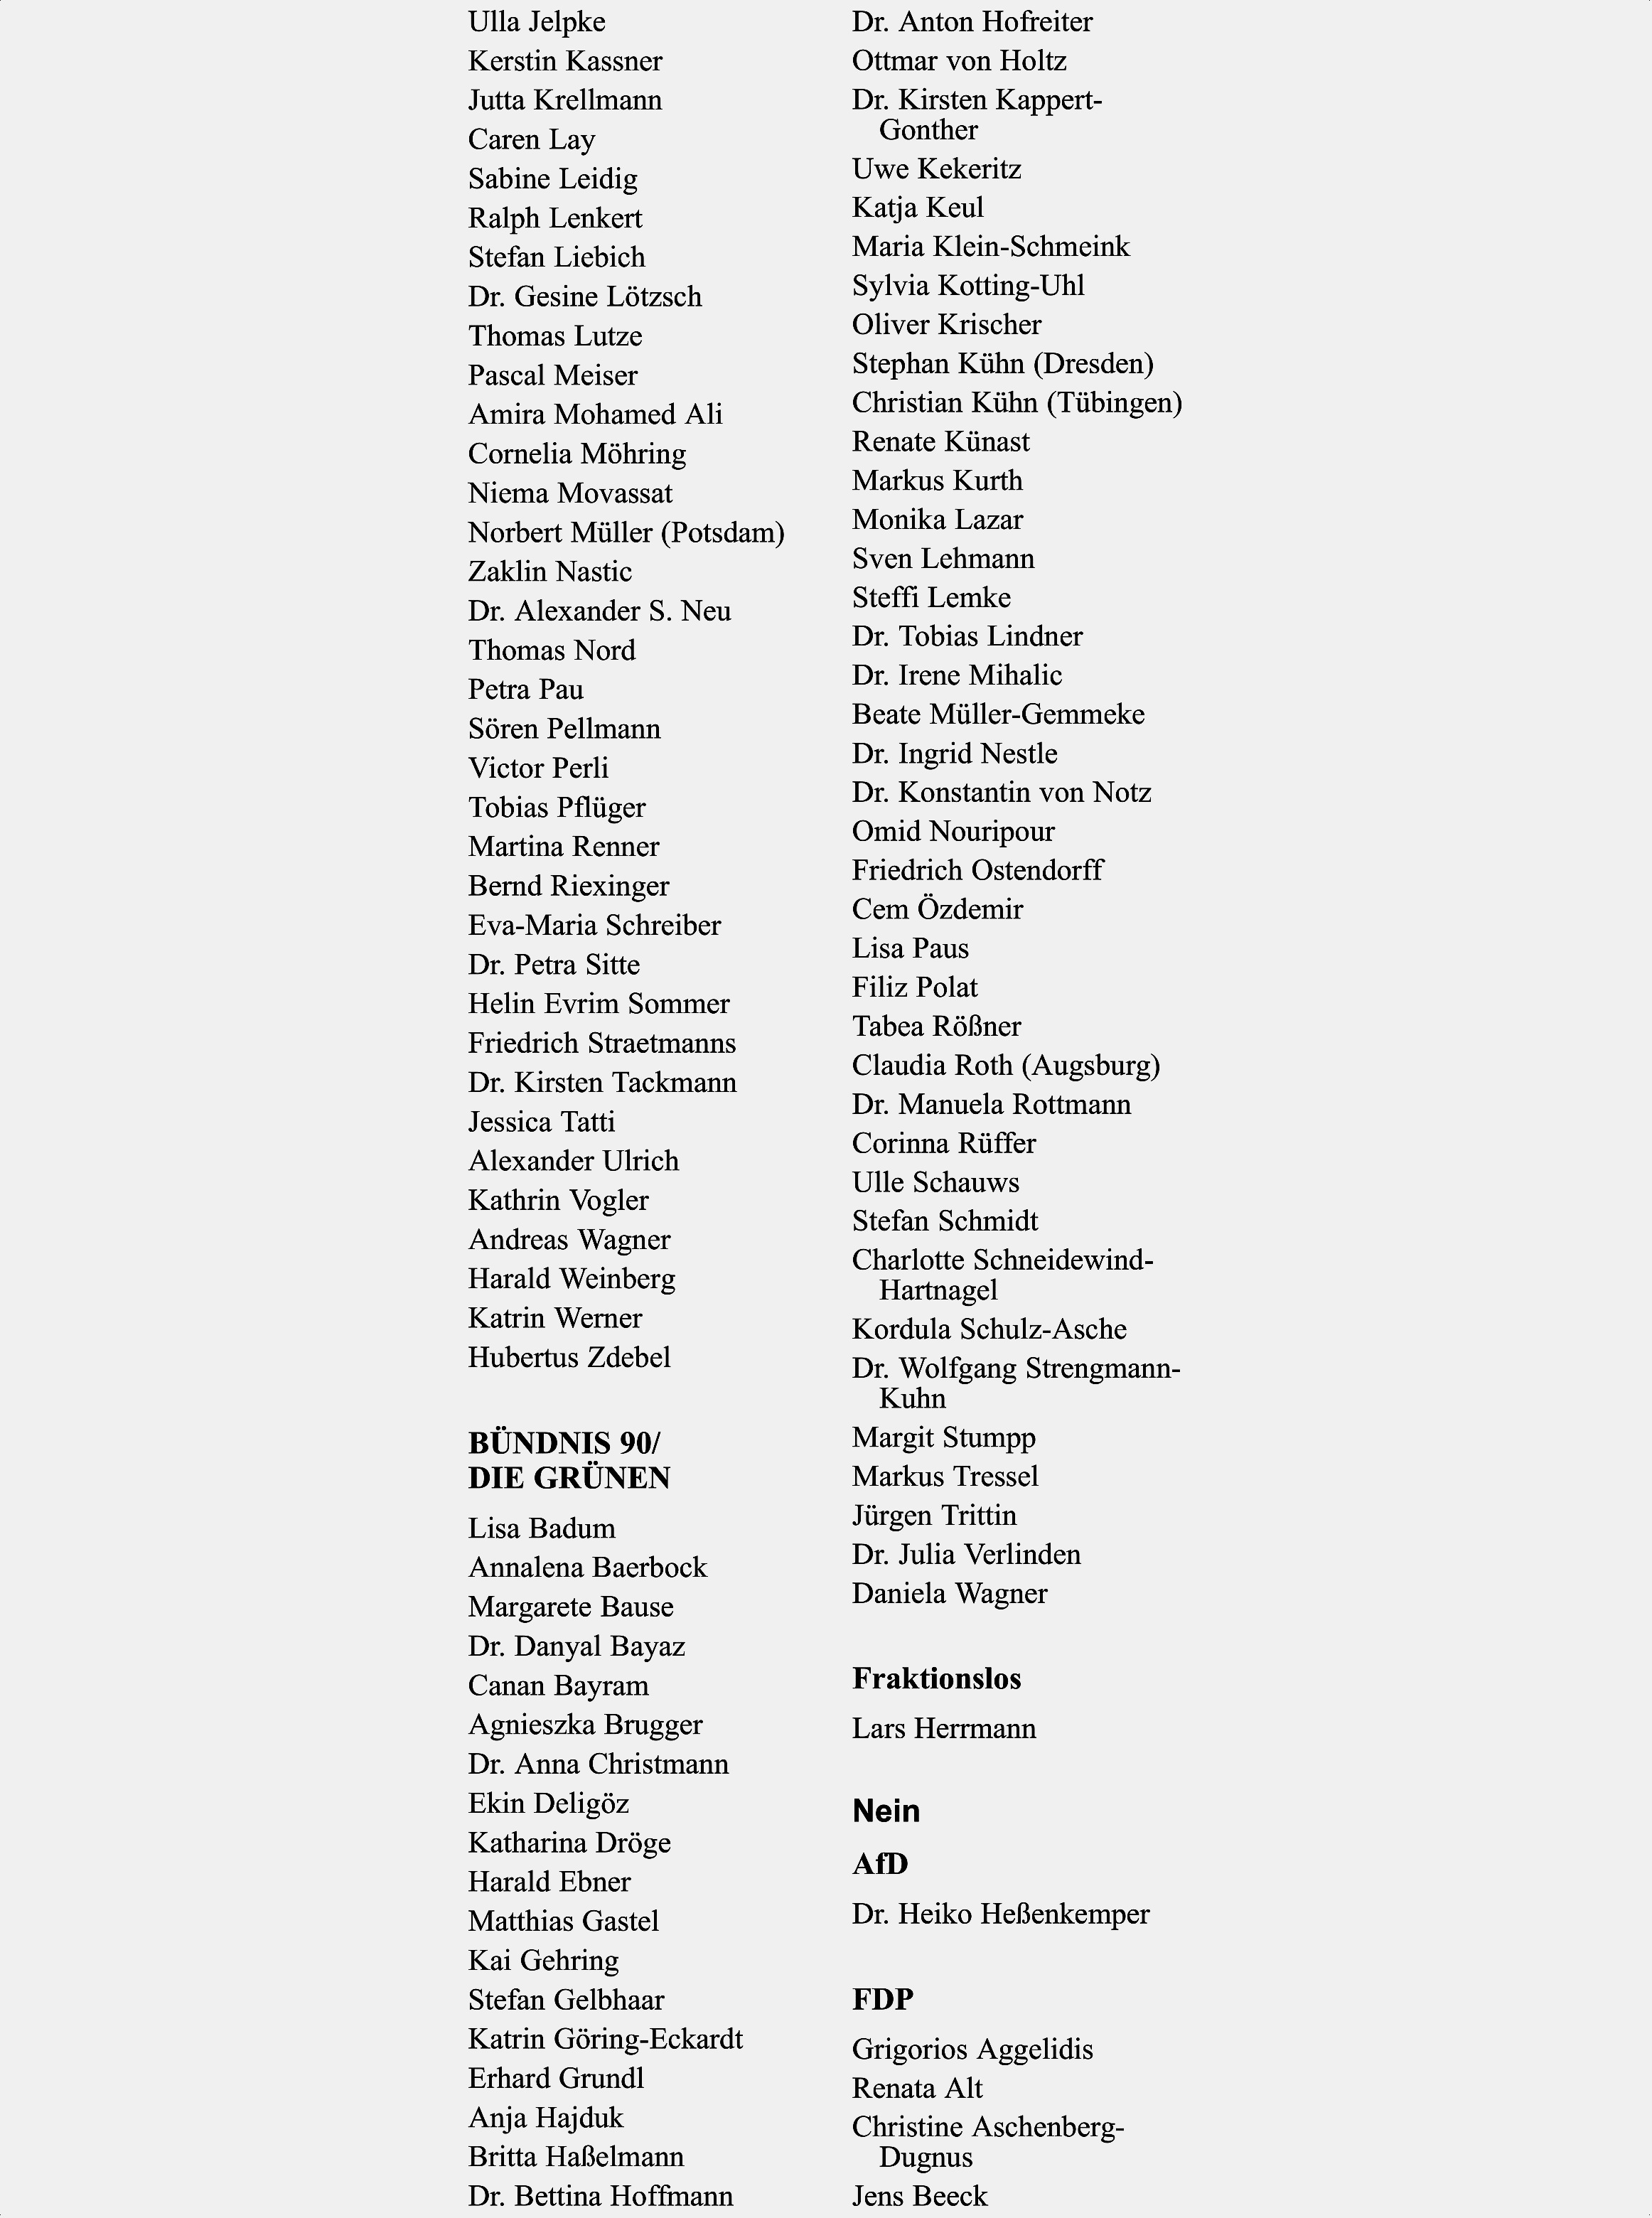 Ulla Jelpke
Kerstin Kassner
Jutta Krellmann
Caren Lay
Sabine Leidig
Ralph Lenkert
Stefan Liebich
Dr. Gesine Lötzsch
Thomas Lutze
Pascal Meiser
Amira Mohamed Ali
Cornelia Möhring
Niema Movassat
Norbert Müller (Potsdam)
Zaklin Nastic
Dr. Alexander S. Neu
Thomas Nord
Petra Pau
Sören Pellmann
Victor Perli
Tobias Pflüger
Martina Renner
Bernd Riexinger
Eva-Maria Schreiber
Dr. Petra Sitte
Helin Evrim Sommer
Friedrich Straetmanns
Dr. Kirsten Tackmann
Jessica Tatti
Alexander Ulrich
Kathrin Vogler
Andreas Wagner
Harald Weinberg
Katrin Werner
Hubertus Zdebel
BÜNDNIS 90/
DIE GRÜNEN
Lisa Badum
Annalena Baerbock
Margarete Bause
Dr. Danyal Bayaz
Canan Bayram
Agnieszka Brugger
Dr. Anna Christmann
Ekin Deligöz
Katharina Dröge
Harald Ebner
Matthias Gastel
Kai Gehring
Stefan Gelbhaar
Katrin Göring-Eckardt
Erhard Grundl
Anja Hajduk
Britta Haßelmann
Dr. Bettina Hoffmann
Dr. Anton Hofreiter
Ottmar von Holtz
Dr. Kirsten Kappert-
Gonther
Uwe Kekeritz
Katja Keul
Maria Klein-Schmeink
Sylvia Kotting-Uhl
Oliver Krischer
Stephan Kühn (Dresden)
Christian Kühn (Tübingen)
Renate Künast
Markus Kurth
Monika Lazar
Sven Lehmann
Steffi Lemke
Dr. Tobias Lindner
Dr. Irene Mihalic
Beate Müller-Gemmeke
Dr. Ingrid Nestle
Dr. Konstantin von Notz
Omid Nouripour
Friedrich Ostendorff
Cem Özdemir
Lisa Paus
Filiz Polat
Tabea Rößner
Claudia Roth (Augsburg)
Dr. Manuela Rottmann
Corinna Rüffer
Ulle Schauws
Stefan Schmidt
Charlotte Schneidewind-
Hartnagel
Kordula Schulz-Asche
Dr. Wolfgang Strengmann-
Kuhn
Margit Stumpp
Markus Tressel
Jürgen Trittin
Dr. Julia Verlinden
Daniela Wagner
Fraktionslos
Lars Herrmann
Nein
AfD
Dr. Heiko Heßenkemper
FDP
Grigorios Aggelidis
Renata Alt
Christine Aschenberg-
Dugnus
Jens Beeck